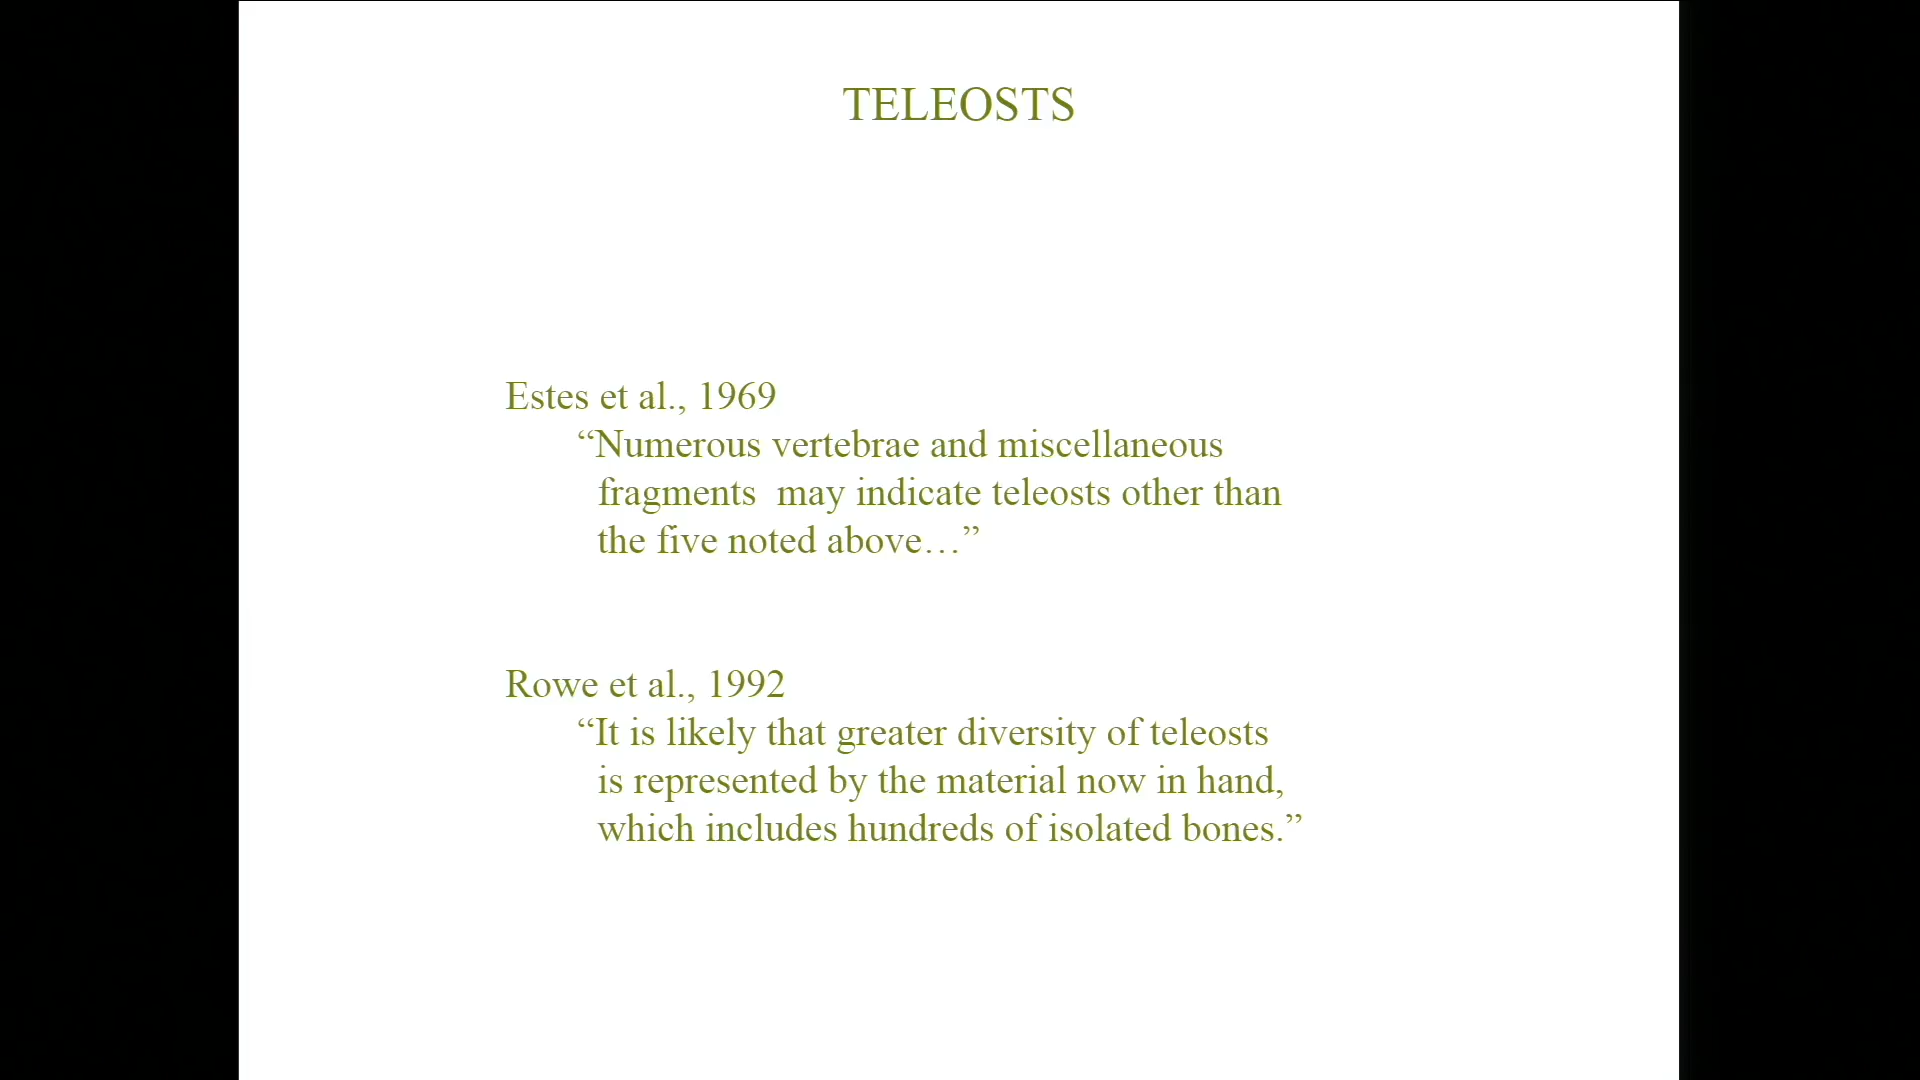 TELEOSTS
Estes et al., 1969
“Numerous vertebrae and miscellaneous
fragments  may indicate teleosts other than
the five noted above…”
Rowe et al., 1992
“It is likely that greater diversity of teleosts
is represented by the material now in hand,
which includes hundreds of isolated bones.”